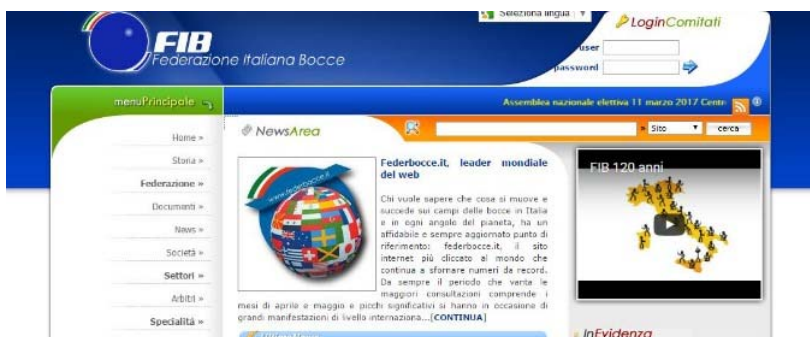 Seleziona lingua
LoginComitati
user
password
FIB
Federazione Italiana Bocce
menuPrincipale
Assemblea nazionale elettiva 11 marzo 2017 Centr
Home »
Storia »
Federazione »
Documenti »
News »
Società »
Settori »
Arbitri »
Specialità »
NewsArea
» Sito
cerca
www.federbocce.it
Federbocce.it, leader mondiale
del web
Chi vuole sapere che cosa si muove e
succede sui campi delle bocce in Italia
e in ogni angolo del pianeta, ha un
affidabile e sempre aggiornato punto di
riferimento: federbocce.it, il sito
internet più cliccato al mondo che
continua a sfornare numeri da record.
Da sempre il periodo che vanta le
maggiori consultazioni comprende i
mesi di aprile e maggio e picchi significativi si hanno in occasione di
grandi manifestazioni di livello internaziona...[CONTINUA]
FIB 120 anni
InEvidenza